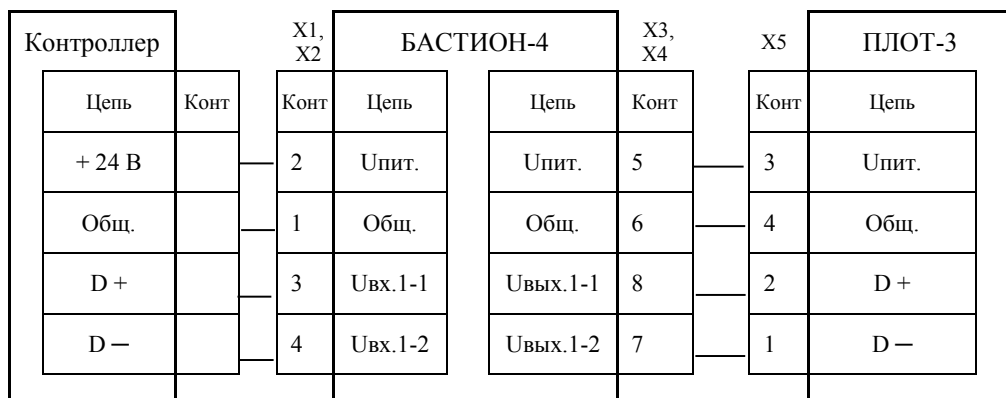 Контроллер X1, X2 БАСТИОН-4 X3, X4 X5 ПЛОТ-3
Цепь Конт Конт Цепь Цепь Конт Конт Цепь
+ 24 В 2 Uпит. Uпит. 5 3 Uпит.
Общ. 1 Общ. Общ. 6 4 Общ.
D + 3 Uвх.1-1 Uвых.1-1 8 2 D +
D — 4 Uвх.1-2 Uвых.1-2 7 1 D —